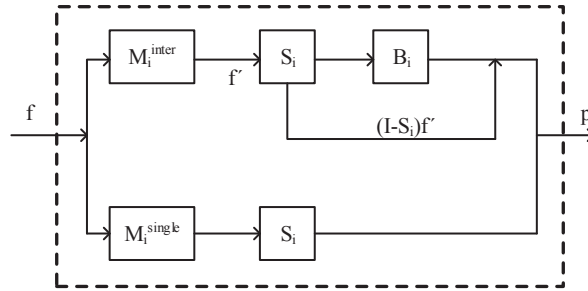 M_i^inter
f´
S_i
B_i
f
(I-S_i)f´
p
M_i^single
S_i